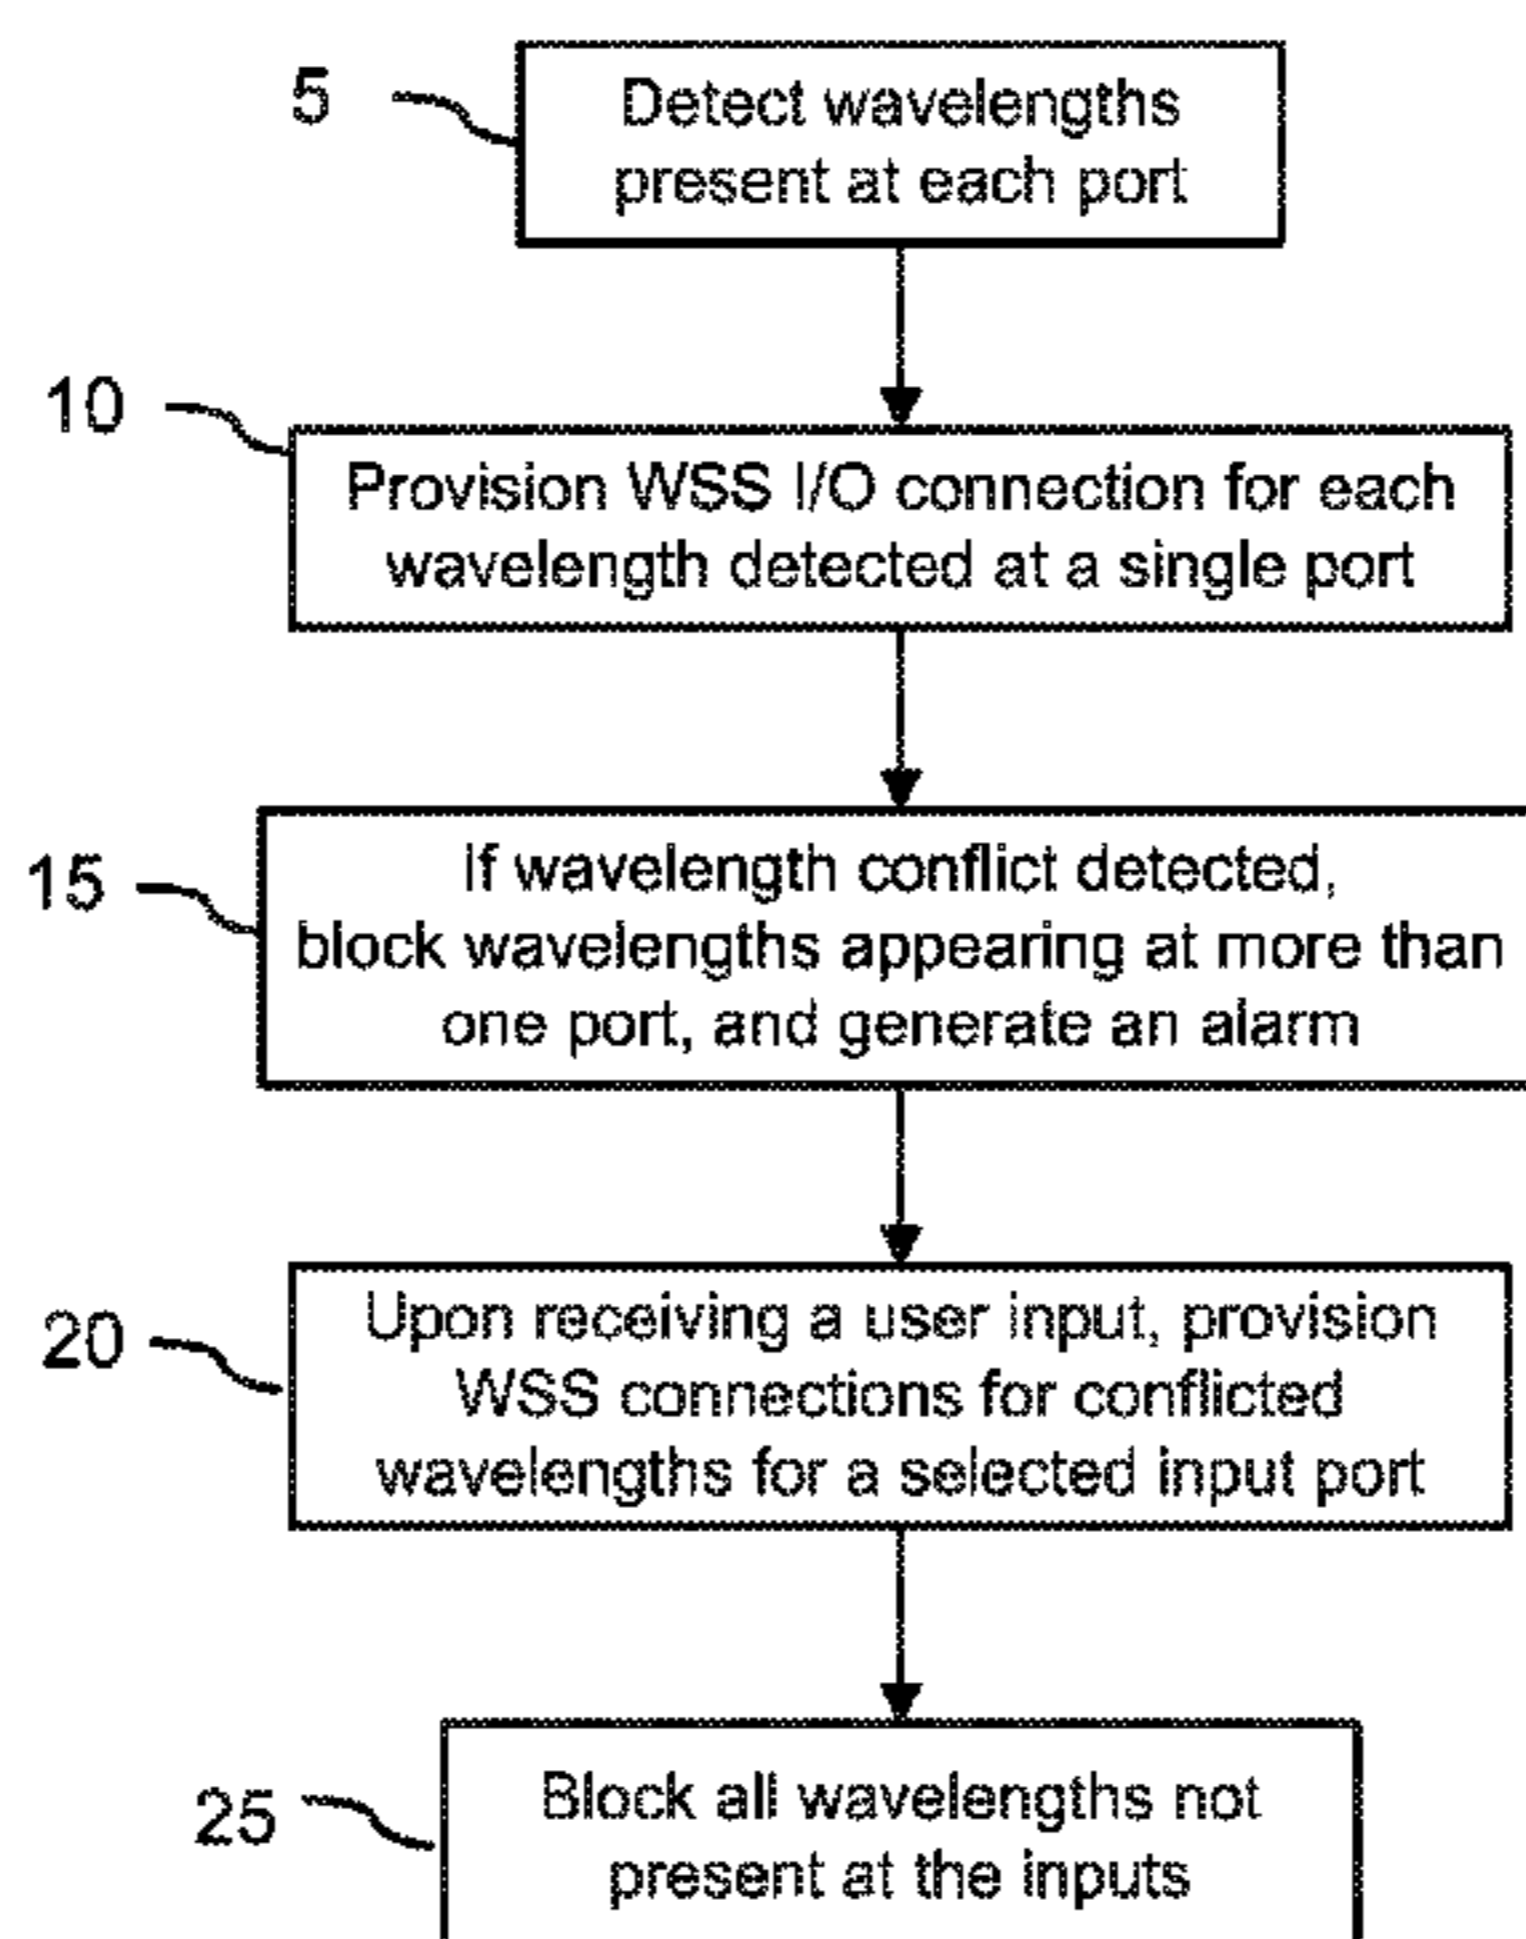 5
Detect wavelengths
present at each port
10
Provision WSS I/O connection for each
wavelength detected at a single port
15
If wavelength conflict detected,
block wavelengths appearing at more than
one port, and generate an alarm
20
Upon receiving a user input, provision
WSS connections for conflicted
wavelengths for a selected input port
25
Block all wavelengths not
present at the inputs